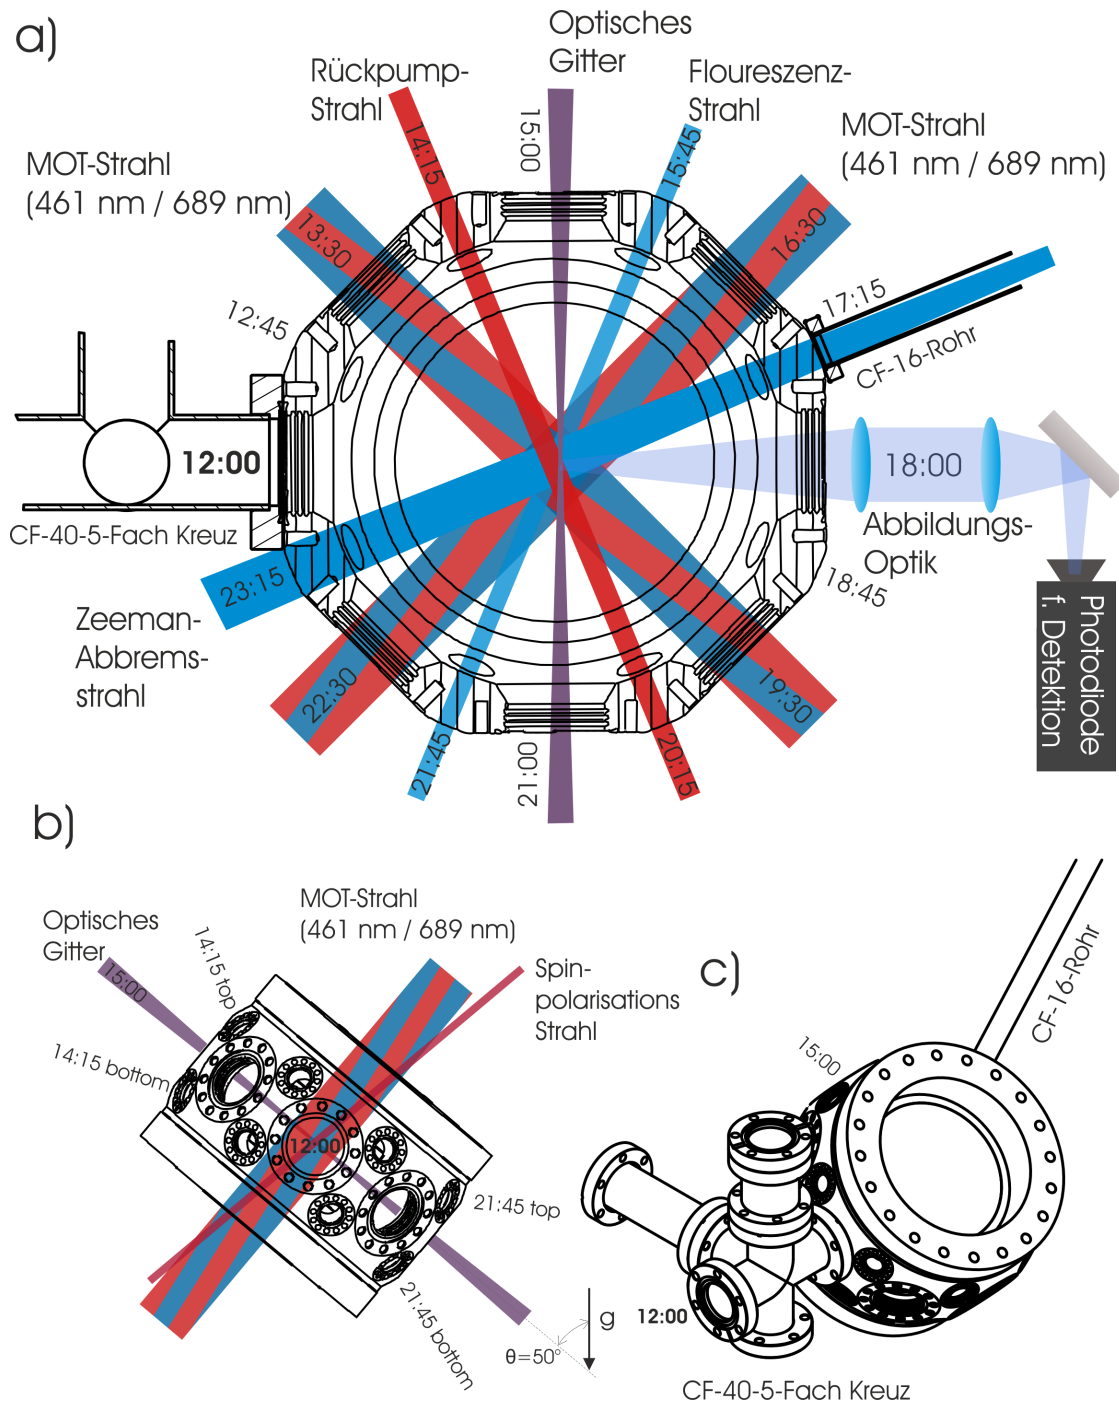 a)
Optisches
Gitter
Rückpump-
Strahl
Floureszenz-
Strahl
MOT-Strahl
(461 nm / 689 nm)
MOT-Strahl
(461 nm / 689 nm)
15:00
14:15
15:45
13:30
16:30
12:45
17:15
CF-16-Rohr
12:00
18:00
CF-40-5-Fach Kreuz
Abbildungs-
Optik
23:15
18:45
Zeeman-
Abbrems-
strahl
Photodiode
f. Detektion
22:30
19:30
21:45
21:00
20:15
b)
MOT-Strahl
(461 nm / 689 nm)
Optisches
Gitter
15:00
14:15 top
14:15 bottom
Spin-
polarisations
Strahl
12:00
21:45 top
21:45 bottom
g
θ=50°
c)
CF-16-Rohr
15:00
12:00
CF-40-5-Fach Kreuz